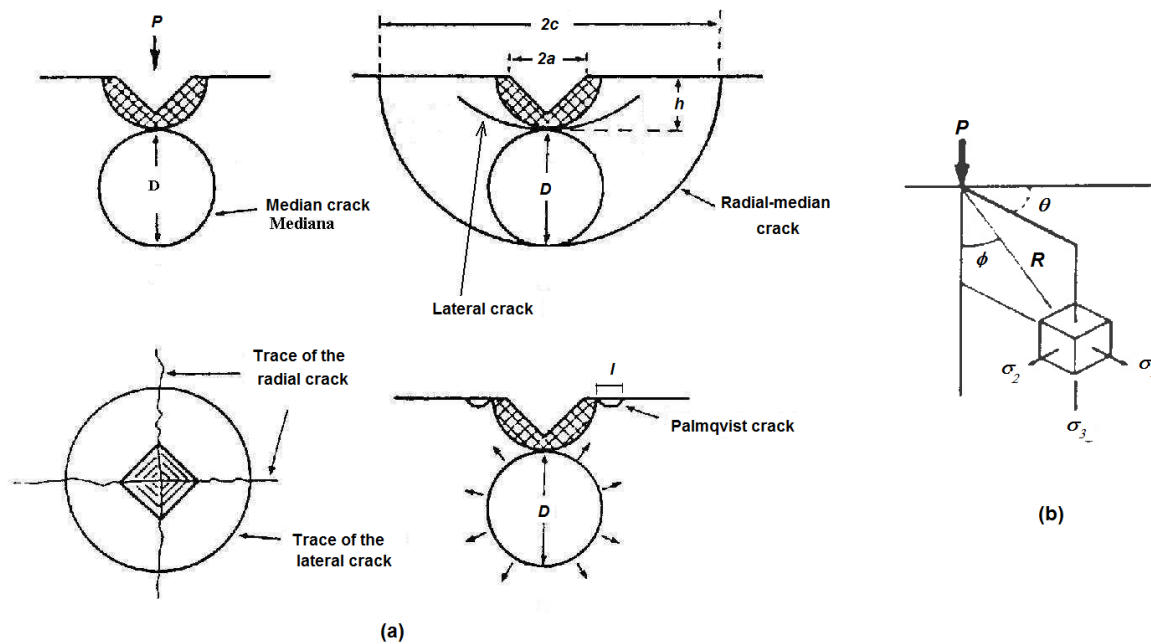 P
D
Median crack
Mediana
2c
2a
h
D
Radial-median
crack
Lateral crack
Trace of the
radial crack
Trace of the
lateral crack
l
Palmqvist crack
D
(a)
P
θ
ϕ
R
σ2
σ
σ3
(b)